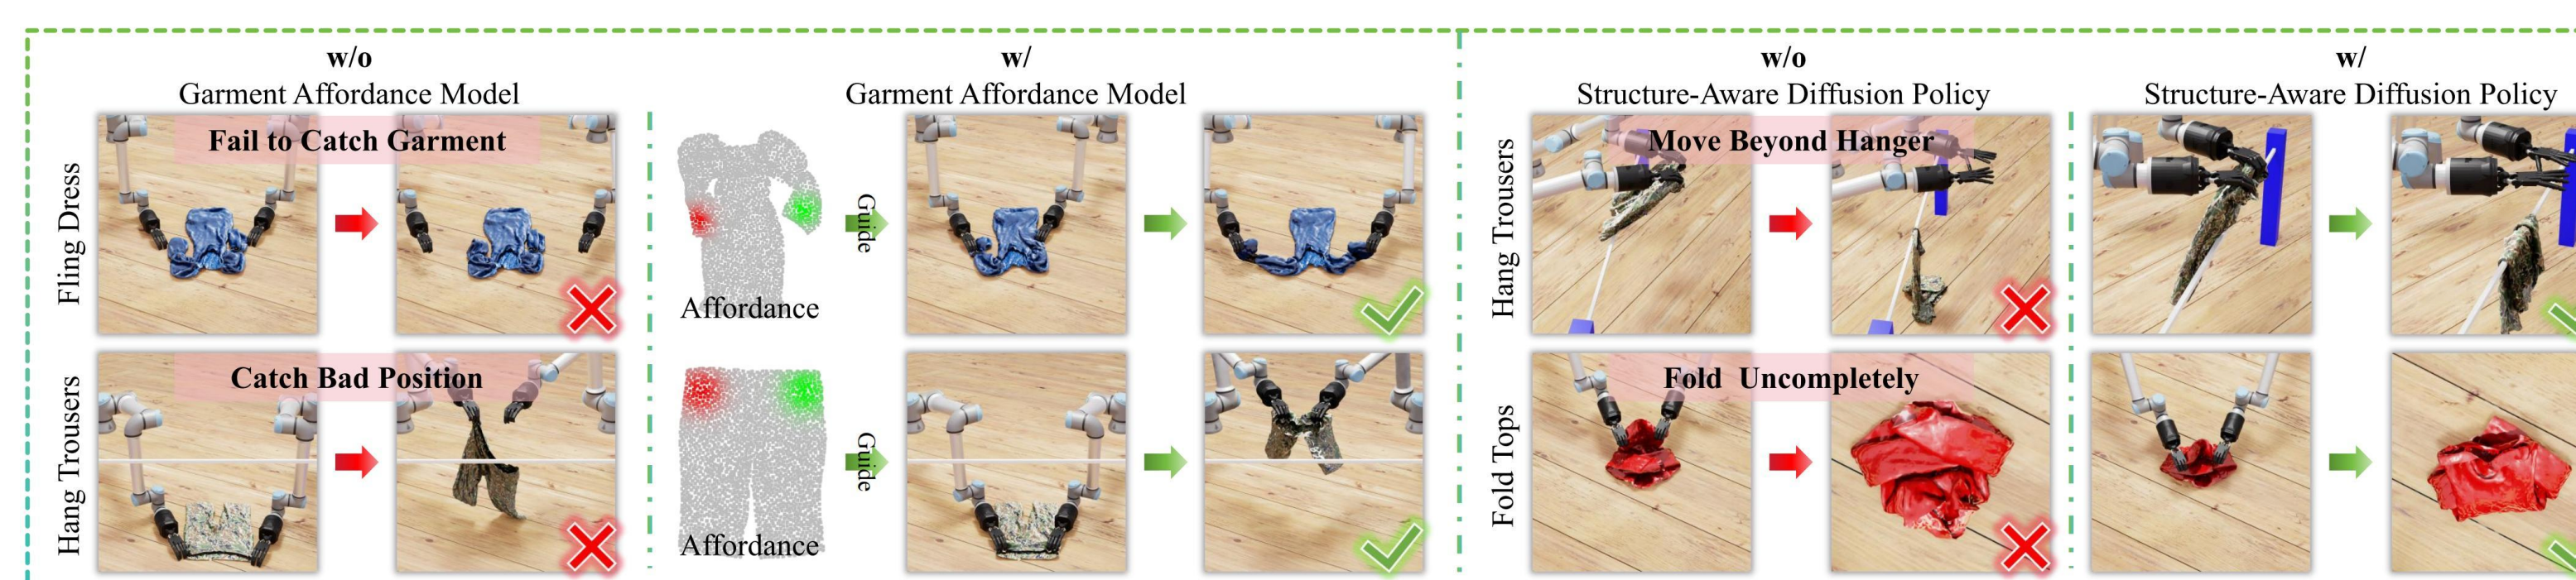 w/o
Garment Affordance Model
w/
Garment Affordance Model
w/o
Structure-Aware Diffusion Policy
w/
Structure-Aware Diffusion Policy
Fling Dress
Fail to Catch Garment
Affordance
Guide
Hang Trousers
Move Beyond Hanger
Hang Trousers
Catch Bad Position
Affordance
Guide
Fold Tops
Fold Uncompletely